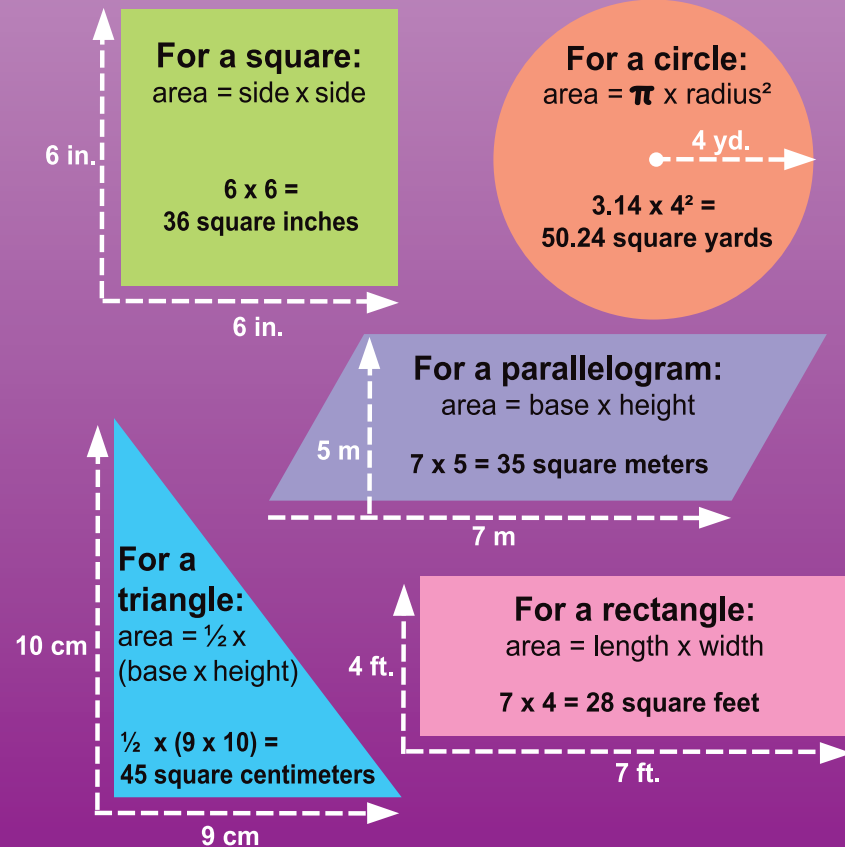 For a square:
area = side x side
6 in.
6 x 6 =
36 square inches
6 in.
For a circle:
area = π x radius²
4 yd.
3.14 x 4² =
50.24 square yards
For a parallelogram:
area = base x height
5 m
7 x 5 = 35 square meters
7 m
For a
triangle:
area = ½ x
(base x height)
10 cm
½ x (9 x 10) =
45 square centimeters
9 cm
For a rectangle:
area = length x width
4 ft.
7 x 4 = 28 square feet
7 ft.